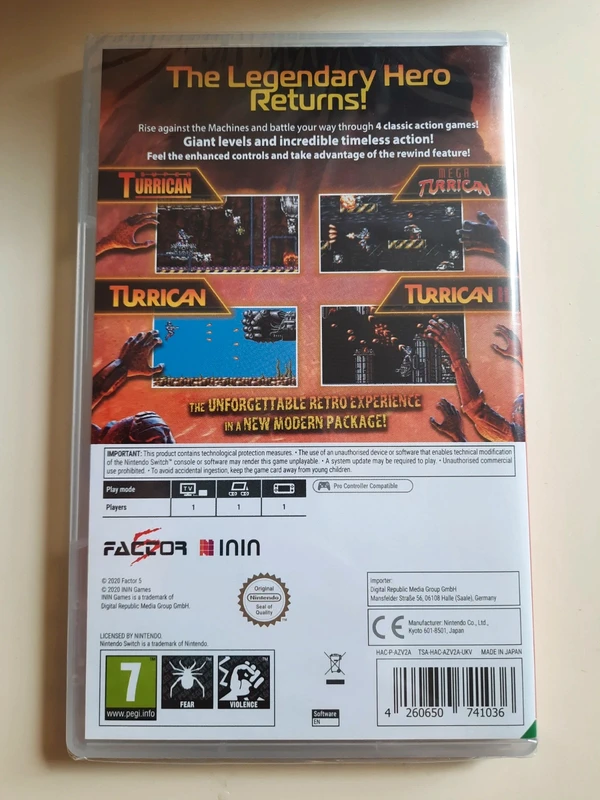 The Legendary Hero
Returns!
Rise against the Machines and battle your way through 4 classic action games!
Giant levels and incredible timeless action!
Feel the enhanced controls and take advantage of the rewind feature!
SUPER
TURRICAN
MEGA
TURRICAN
TURRICAN
TURRICAN II
THE UNFORGETTABLE RETRO EXPERIENCE
IN A NEW MODERN PACKAGE!
IMPORTANT: This product contains technological protection measures. • The use of an unauthorised device or software that enables technical modification
of the Nintendo Switch™ console or software may render this game unplayable. • A system update may be required to play. • Unauthorised commercial
use prohibited. • To avoid accidental ingestion, keep the game card away from young children.
Play mode
TV
Players 1 1 1
Pro Controller Compatible
FACTOR 5
ININ
© 2020 Factor 5
© 2020 ININ Games
ININ Games is a trademark of
Digital Republic Media Group GmbH.
Original
Nintendo
Seal of
Quality
Importer:
Digital Republic Media Group GmbH
Mansfelder Straße 56, 06108 Halle (Saale), Germany
CE
Manufacturer: Nintendo Co., Ltd.,
Kyoto 601-8501, Japan
LICENSED BY NINTENDO.
Nintendo Switch is a trademark of Nintendo.
HAC-P-AZV2A TSA-HAC-AZV2A-UKV MADE IN JAPAN
7
www.pegi.info
FEAR
VIOLENCE
Software
EN
4 260650 741036